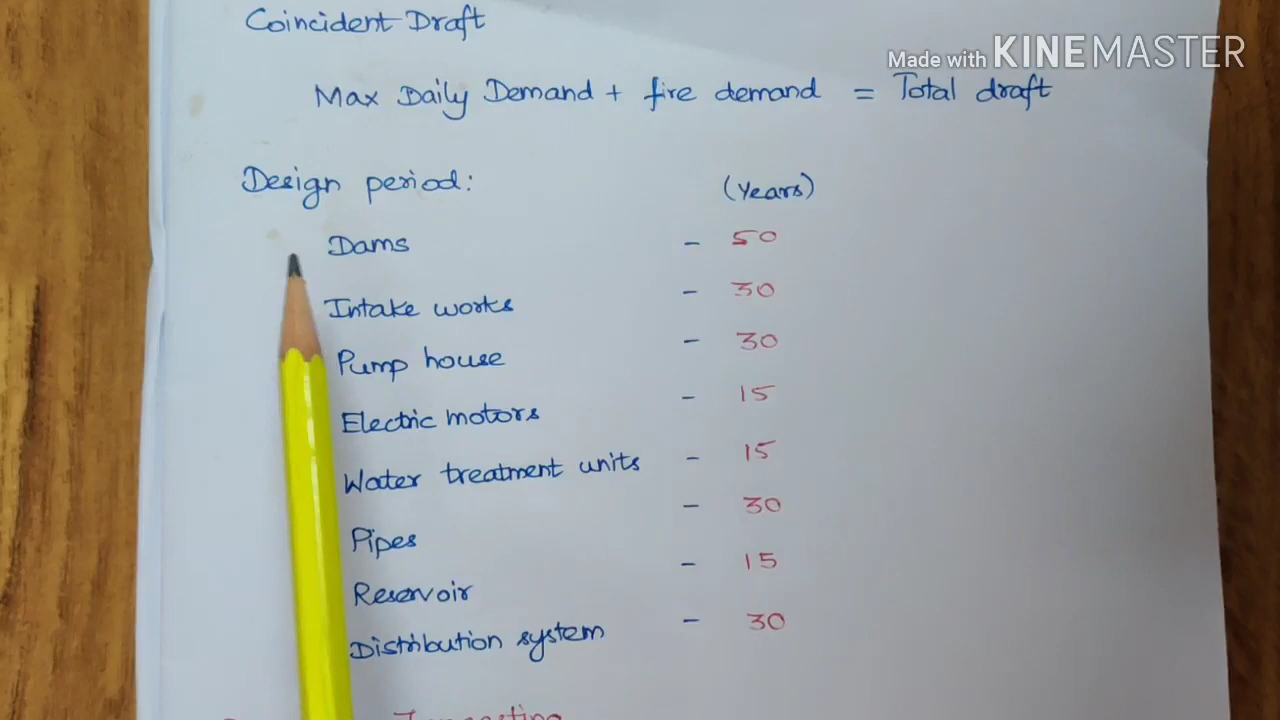 Coincident Draft
Made with KINEMASTER
Max Daily Demand + fire demand = Total draft
Design period: (Years)
Dams - 50
Intake works - 30
Pump house - 30
Electric motors - 15
Water treatment units - 15
Pipes - 30
Reservoir - 15
Distribution system - 30